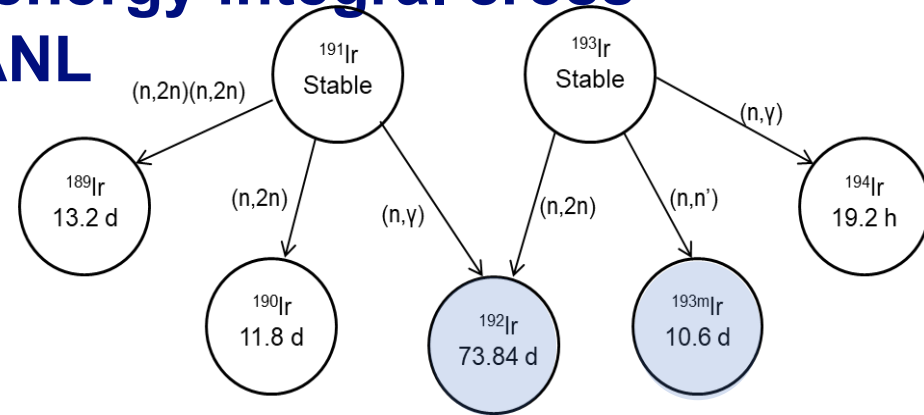 energy integral cross
ANL
¹⁹¹Ir
Stable
¹⁹³Ir
Stable
(n,2n)(n,2n)
(n,γ)
¹⁸⁹Ir
13.2 d
(n,2n)
(n,γ)
(n,2n)
(n,n’)
¹⁹⁴Ir
19.2 h
¹⁹⁰Ir
11.8 d
¹⁹²Ir
73.84 d
¹⁹³ᵐIr
10.6 d